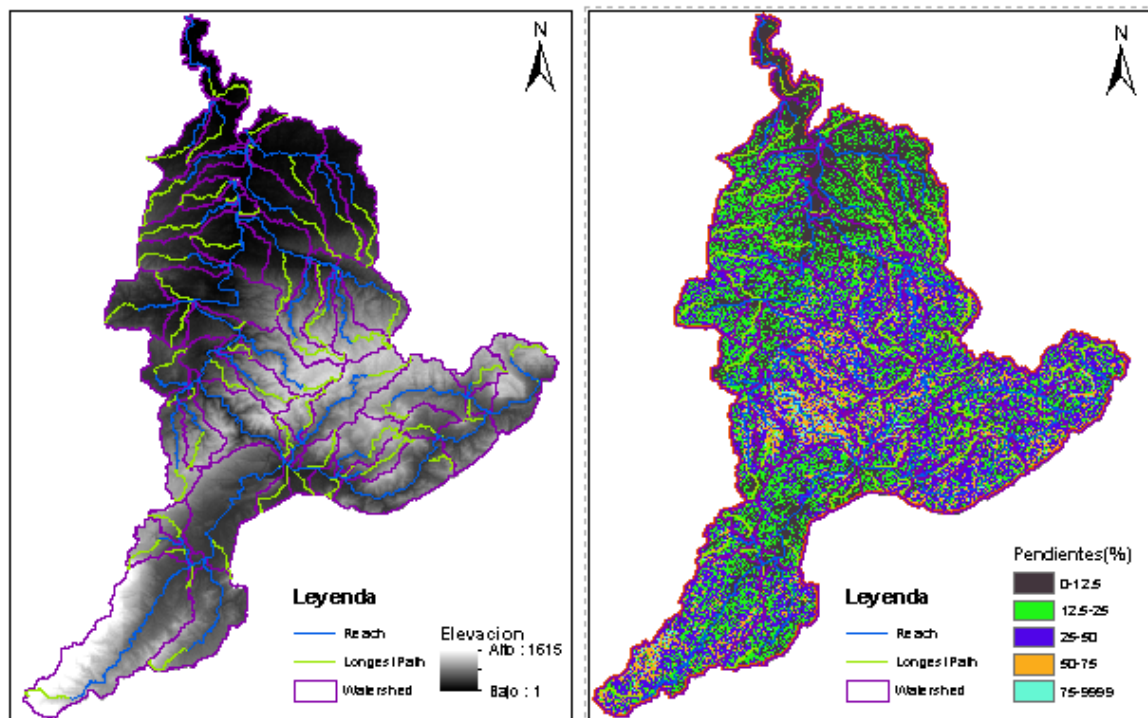 N
Leyenda
Reach
Longest Path
Watershed
Elevacion
Alto : 1615
Bajo : 1
N
Leyenda
Reach
Longest Path
Watershed
Pendientes(%)
0-12.5
12.5-25
25-50
50-75
75-9999